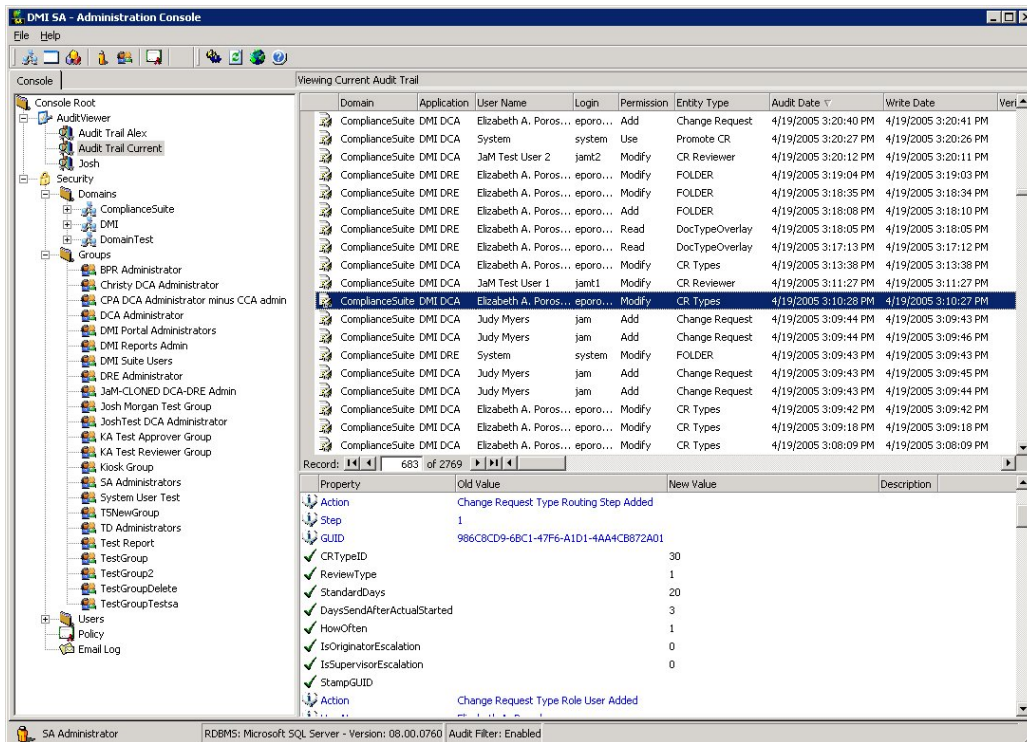 DMI SA - Administration Console
File Help
Console
Viewing Current Audit Trail
Console Root
AuditViewer
Audit Trail Alex
Audit Trail Current
Josh
Security
Domains
ComplianceSuite
DMI
DomainTest
Groups
BPR Administrator
Christy DCA Administrator
CPA DCA Administrator minus CCA admin
DCA Administrator
DMI Portal Administrators
DMI Reports Admin
DMI Suite Users
DRE Administrator
JaM-CLONED DCA-DRE Admin
Josh Morgan Test Group
JoshTest DCA Administrator
KA Test Approver Group
KA Test Reviewer Group
Kiosk Group
SA Administrators
System User Test
T5NewGroup
TD Administrators
Test Report
TestGroup
TestGroup2
TestGroupDelete
TestGroupTestsa
Users
Policy
Email Log
Domain Application User Name Login Permission Entity Type Audit Date Write Date Veri
ComplianceSuite DMI DCA Elizabeth A. Poros... eporo... Add Change Request 4/19/2005 3:20:40 PM 4/19/2005 3:20:41 PM
ComplianceSuite DMI DCA System system Use Promote CR 4/19/2005 3:20:27 PM 4/19/2005 3:20:26 PM
ComplianceSuite DMI DCA JaM Test User 2 jamt2 Modify CR Reviewer 4/19/2005 3:20:12 PM 4/19/2005 3:20:11 PM
ComplianceSuite DMI DRE Elizabeth A. Poros... eporo... Modify FOLDER 4/19/2005 3:19:04 PM 4/19/2005 3:19:03 PM
ComplianceSuite DMI DRE Elizabeth A. Poros... eporo... Modify FOLDER 4/19/2005 3:18:35 PM 4/19/2005 3:18:34 PM
ComplianceSuite DMI DRE Elizabeth A. Poros... eporo... Add FOLDER 4/19/2005 3:18:08 PM 4/19/2005 3:18:10 PM
ComplianceSuite DMI DRE Elizabeth A. Poros... eporo... Read DocTypeOverlay 4/19/2005 3:18:05 PM 4/19/2005 3:18:05 PM
ComplianceSuite DMI DRE Elizabeth A. Poros... eporo... Read DocTypeOverlay 4/19/2005 3:17:13 PM 4/19/2005 3:17:12 PM
ComplianceSuite DMI DCA Elizabeth A. Poros... eporo... Modify CR Types 4/19/2005 3:13:38 PM 4/19/2005 3:13:38 PM
ComplianceSuite DMI DCA JaM Test User 1 jamt1 Modify CR Reviewer 4/19/2005 3:11:27 PM 4/19/2005 3:11:27 PM
ComplianceSuite DMI DCA Elizabeth A. Poros... eporo... Modify CR Types 4/19/2005 3:10:28 PM 4/19/2005 3:10:27 PM
ComplianceSuite DMI DCA Judy Myers jam Add Change Request 4/19/2005 3:09:44 PM 4/19/2005 3:09:43 PM
ComplianceSuite DMI DCA Judy Myers jam Add Change Request 4/19/2005 3:09:44 PM 4/19/2005 3:09:46 PM
ComplianceSuite DMI DRE System system Modify FOLDER 4/19/2005 3:09:43 PM 4/19/2005 3:09:43 PM
ComplianceSuite DMI DCA Judy Myers jam Add Change Request 4/19/2005 3:09:43 PM 4/19/2005 3:09:45 PM
ComplianceSuite DMI DCA Judy Myers jam Add Change Request 4/19/2005 3:09:43 PM 4/19/2005 3:09:44 PM
ComplianceSuite DMI DCA Elizabeth A. Poros... eporo... Modify CR Types 4/19/2005 3:09:42 PM 4/19/2005 3:09:42 PM
ComplianceSuite DMI DCA Elizabeth A. Poros... eporo... Modify CR Types 4/19/2005 3:09:18 PM 4/19/2005 3:09:18 PM
ComplianceSuite DMI DCA Elizabeth A. Poros... eporo... Modify CR Types 4/19/2005 3:08:09 PM 4/19/2005 3:08:09 PM
Record: 683 of 2769
Property Old Value New Value Description
Action Change Request Type Routing Step Added
Step 1
GUID 986C8CD9-6BC1-47F6-A1D1-4AA4CB872A01
CRTypeID 30
ReviewType 1
StandardDays 20
DaysSendAfterActualStarted 3
HowOften 1
IsOriginatorEscalation 0
IsSupervisorEscalation 0
StampGUID
Action Change Request Type Role User Added
SA Administrator RDBMS: Microsoft SQL Server - Version: 08.00.0760 Audit Filter: Enabled